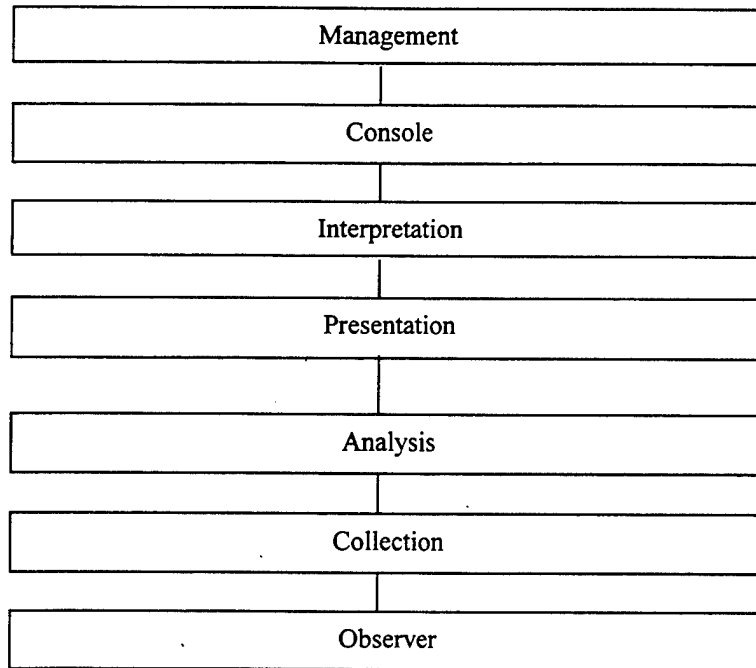 Management
Console
Interpretation
Presentation
Analysis
Collection
Observer